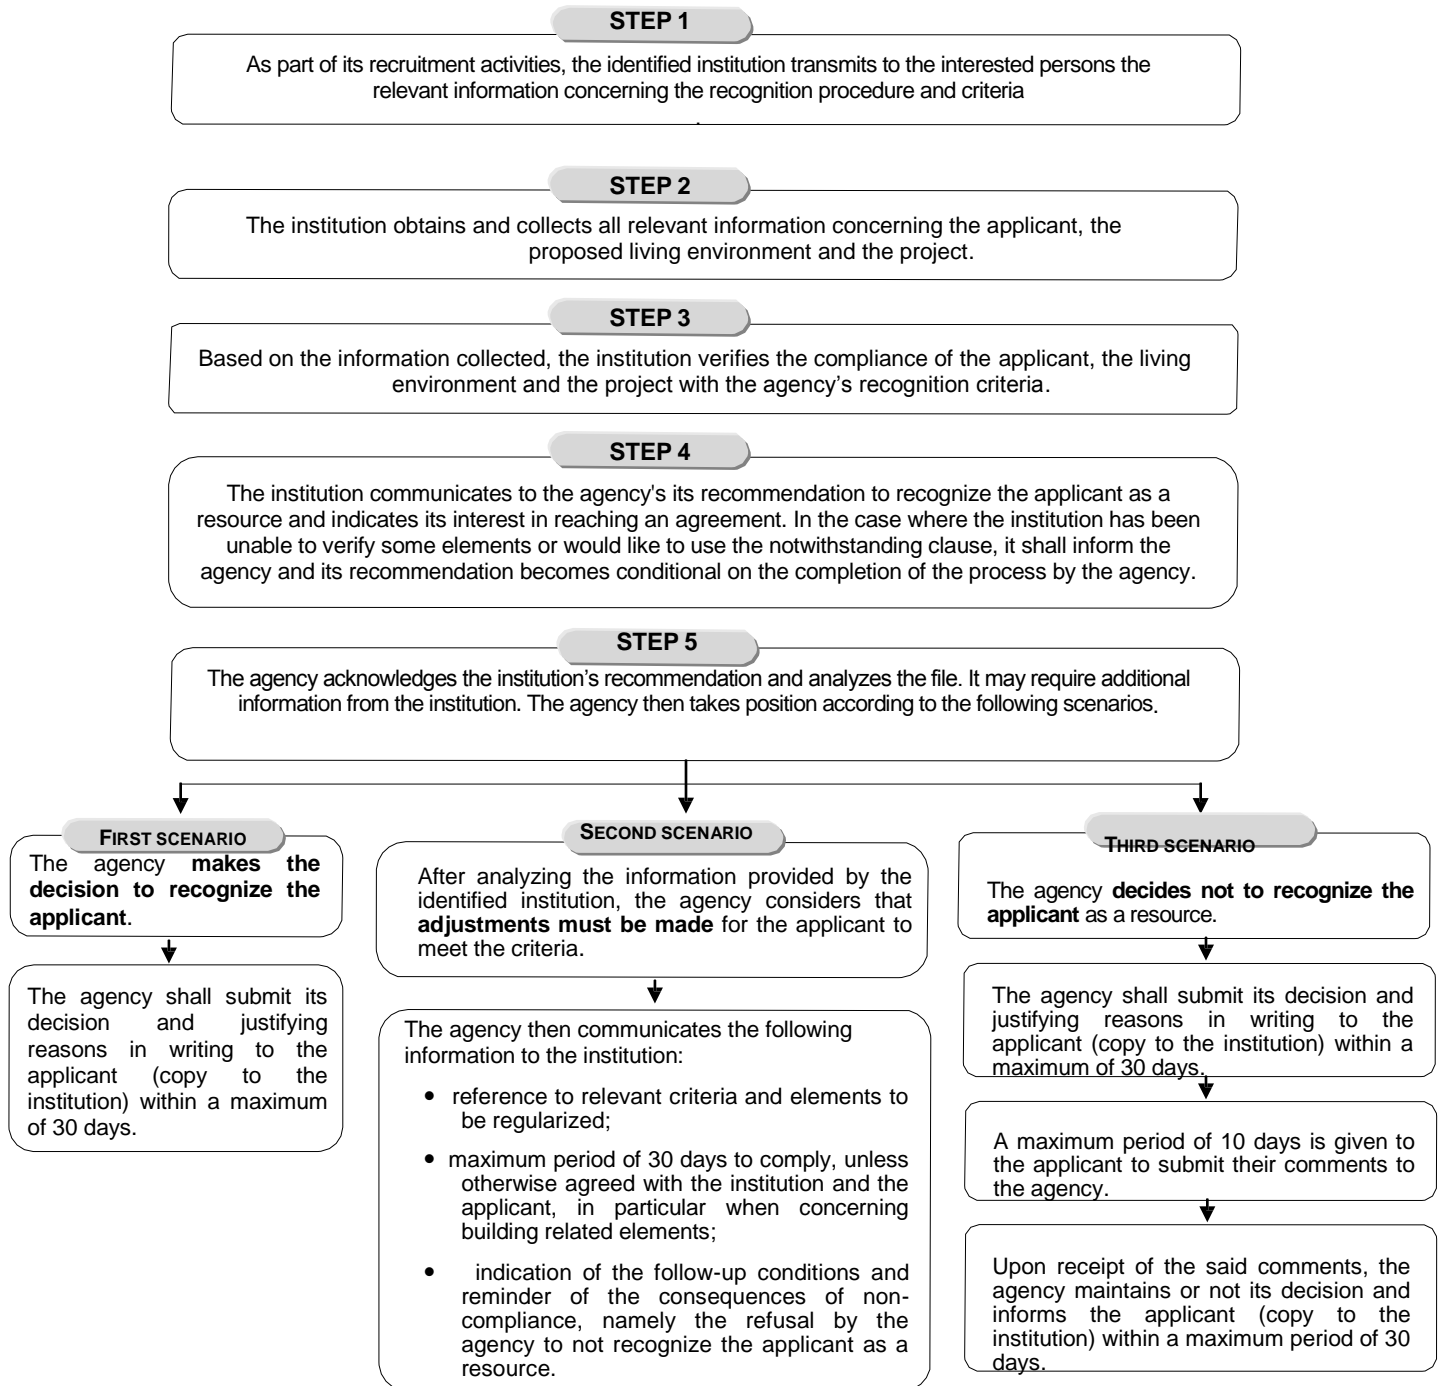 STEP 1
As part of its recruitment activities, the identified institution transmits to the interested persons the
relevant information concerning the recognition procedure and criteria
.
STEP 2
The institution obtains and collects all relevant information concerning the applicant, the
proposed living environment and the project.
STEP 3
Based on the information collected, the institution verifies the compliance of the applicant, the living
environment and the project with the agency’s recognition criteria.
STEP 4
The institution communicates to the agency's its recommendation to recognize the applicant as a
resource and indicates its interest in reaching an agreement. In the case where the institution has been
unable to verify some elements or would like to use the notwithstanding clause, it shall inform the
agency and its recommendation becomes conditional on the completion of the process by the agency.
STEP 5
The agency acknowledges the institution’s recommendation and analyzes the file. It may require additional
information from the institution. The agency then takes position according to the following scenarios.
FIRST SCENARIO
The agency makes the
decision to recognize the
applicant.
The agency shall submit its
decision and justifying
reasons in writing to the
applicant (copy to the
institution) within a maximum
of 30 days.
SECOND SCENARIO
After analyzing the information provided by the
identified institution, the agency considers that
adjustments must be made for the applicant to
meet the criteria.
The agency then communicates the following
information to the institution:
• reference to relevant criteria and elements to
be regularized;
• maximum period of 30 days to comply, unless
otherwise agreed with the institution and the
applicant, in particular when concerning
building related elements;
• indication of the follow-up conditions and
reminder of the consequences of non-
compliance, namely the refusal by the
agency to not recognize the applicant as a
resource.
THIRD SCENARIO
The agency decides not to recognize the
applicant as a resource.
The agency shall submit its decision and
justifying reasons in writing to the
applicant (copy to the institution) within a
maximum of 30 days.
A maximum period of 10 days is given to
the applicant to submit their comments to
the agency.
Upon receipt of the said comments, the
agency maintains or not its decision and
informs the applicant (copy to the
institution) within a maximum period of 30
days.